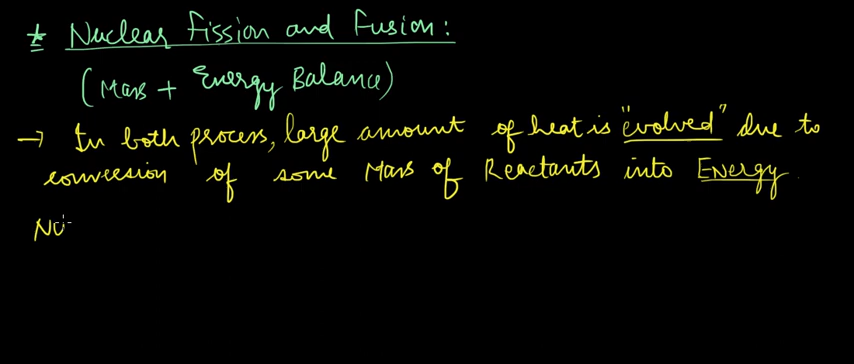 * Nuclear Fission and Fusion:
(Mass + Energy Balance)
→ In both process, large amount of heat is "evolved" due to
conversion of some Mass of Reactants into Energy.